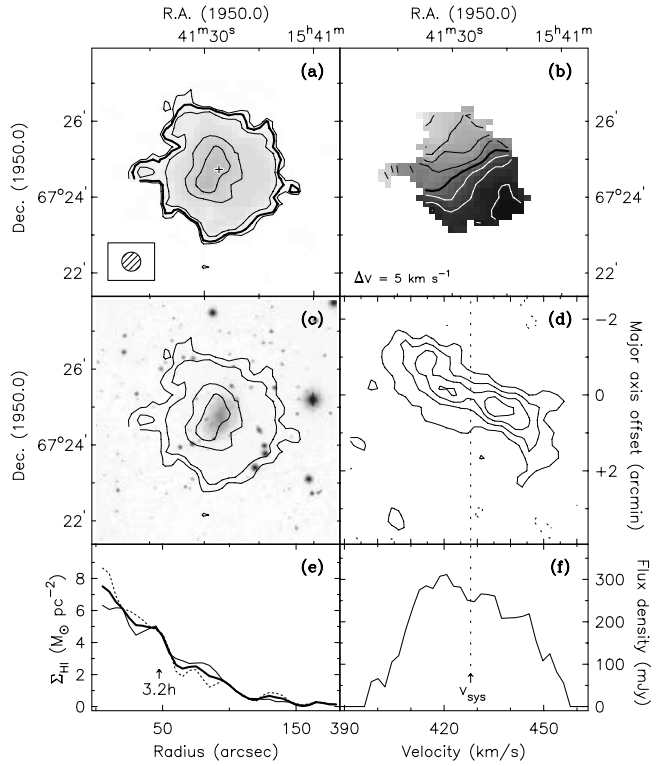 R.A. (1950.0)
R.A. (1950.0)
41ᵐ30ˢ
15ʰ41ᵐ
41ᵐ30ˢ
15ʰ41ᵐ
(a)
(b)
Dec. (1950.0)
26'
67°24'
22'
26'
67°24'
22'
Δv = 5 km s⁻¹
(c)
(d)
Dec. (1950.0)
26'
67°24'
22'
−2
0
+2
Major axis offset (arcmin)
(e)
(f)
Σ_HI (M_⊙ pc⁻²)
8
6
4
2
0
3.2h
v_sys
300
200
100
0
Flux density (mJy)
50
100
150
390
420
450
Radius (arcsec)
Velocity (km/s)